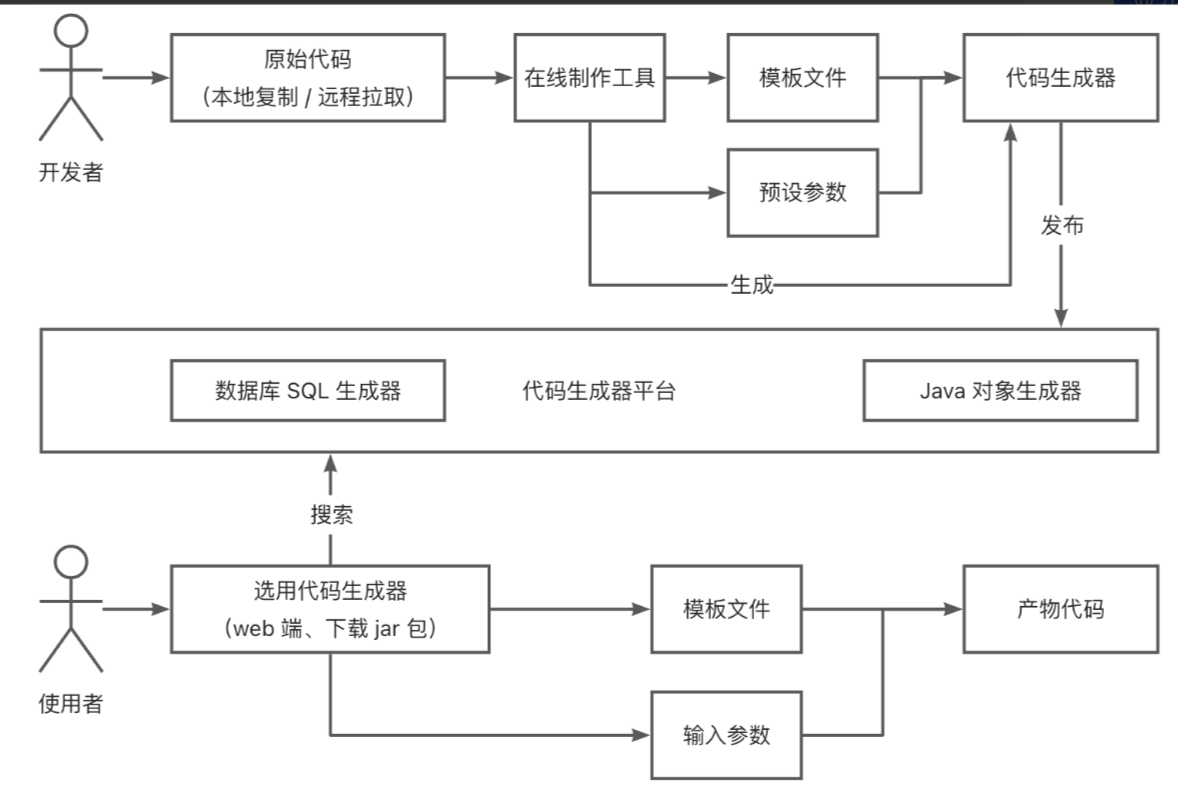 原始代码
（本地复制 / 远程拉取）
在线制作工具
模板文件
代码生成器
开发者
预设参数
发布
生成
数据库 SQL 生成器
代码生成器平台
Java 对象生成器
搜索
选用代码生成器
（web 端、下载 jar 包）
模板文件
产物代码
使用者
输入参数